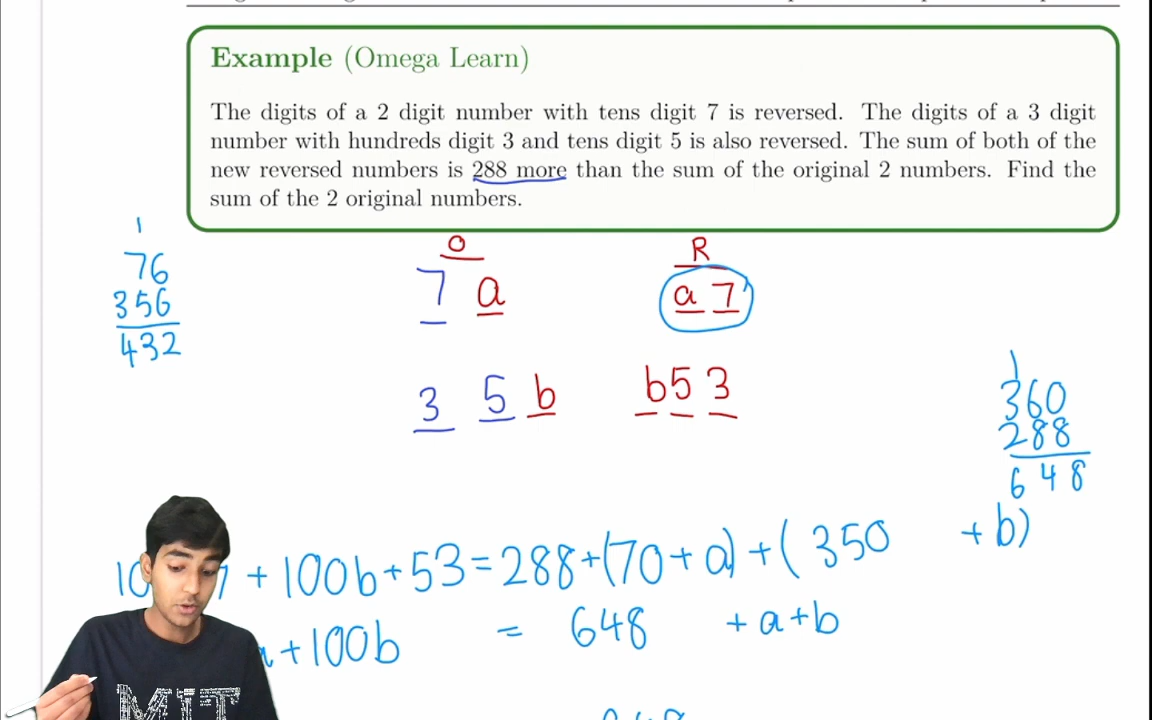 Example (Omega Learn)
The digits of a 2 digit number with tens digit 7 is reversed. The digits of a 3 digit
number with hundreds digit 3 and tens digit 5 is also reversed. The sum of both of the
new reversed numbers is 288 more than the sum of the original 2 numbers. Find the
sum of the 2 original numbers.
1
76
356
432
O R
7 a a 7
3 5 b b 5 3
1
360
288
648
10 + 100b + 53 = 288 + (70 + a) + (350 + b)
+ 100b = 648 + a + b
MIT